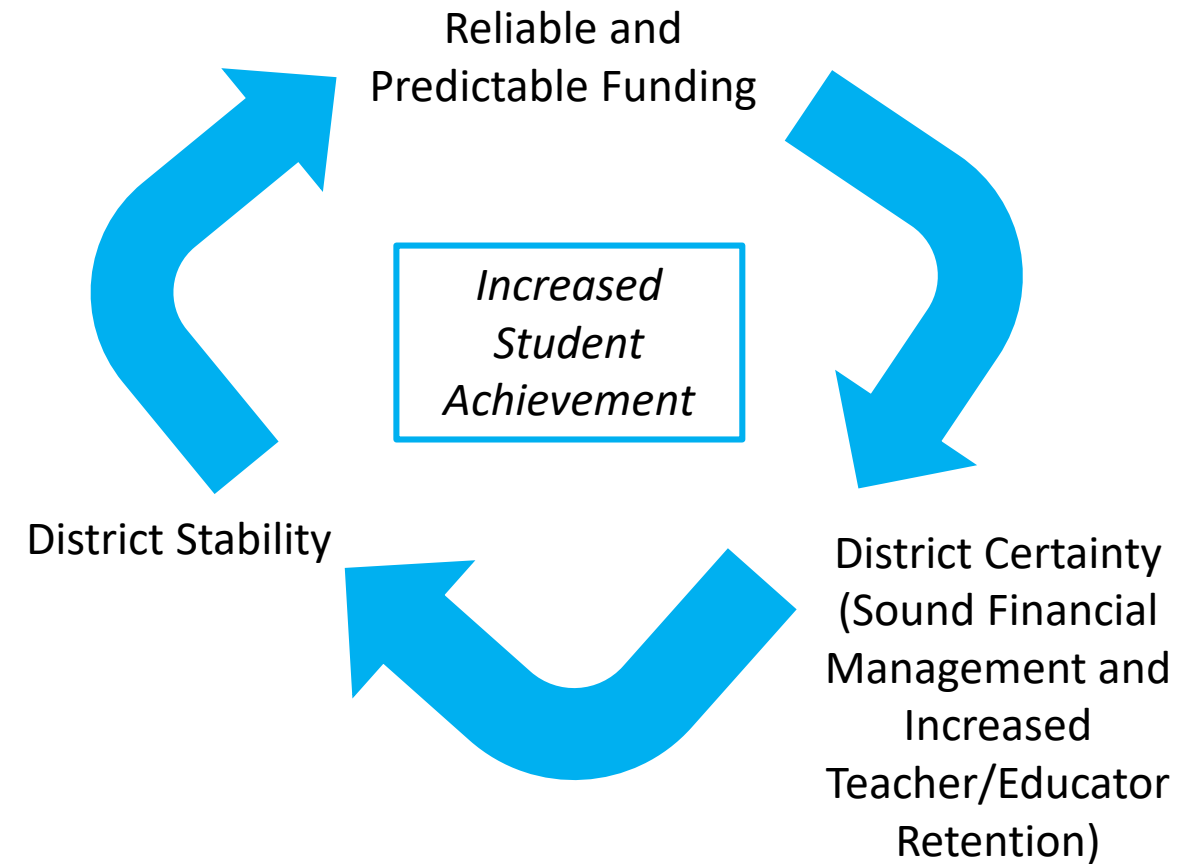 Reliable and
Predictable Funding
Increased
Student
Achievement
District Stability
District Certainty
(Sound Financial
Management and
Increased
Teacher/Educator
Retention)